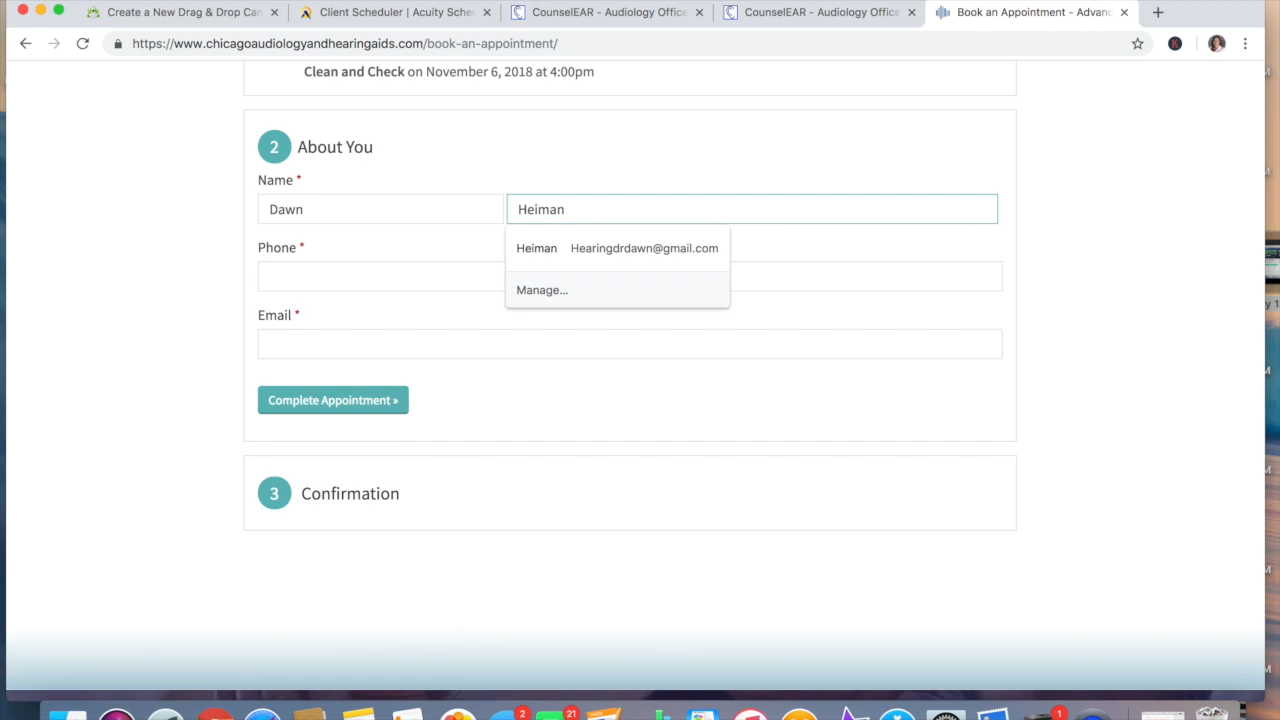 Create a New Drag & Drop Can
Client Scheduler | Acuity Sche
CounselEAR - Audiology Office
CounselEAR - Audiology Office
Book an Appointment - Advanc
https://www.chicagoaudiologyandhearingaids.com/book-an-appointment/
K
Clean and Check on November 6, 2018 at 4:00pm
2 About You
Name *
Dawn Heiman
Heiman Hearingdrdawn@gmail.com
Phone *
Manage...
Email *
Complete Appointment »
3 Confirmation
2 21 1